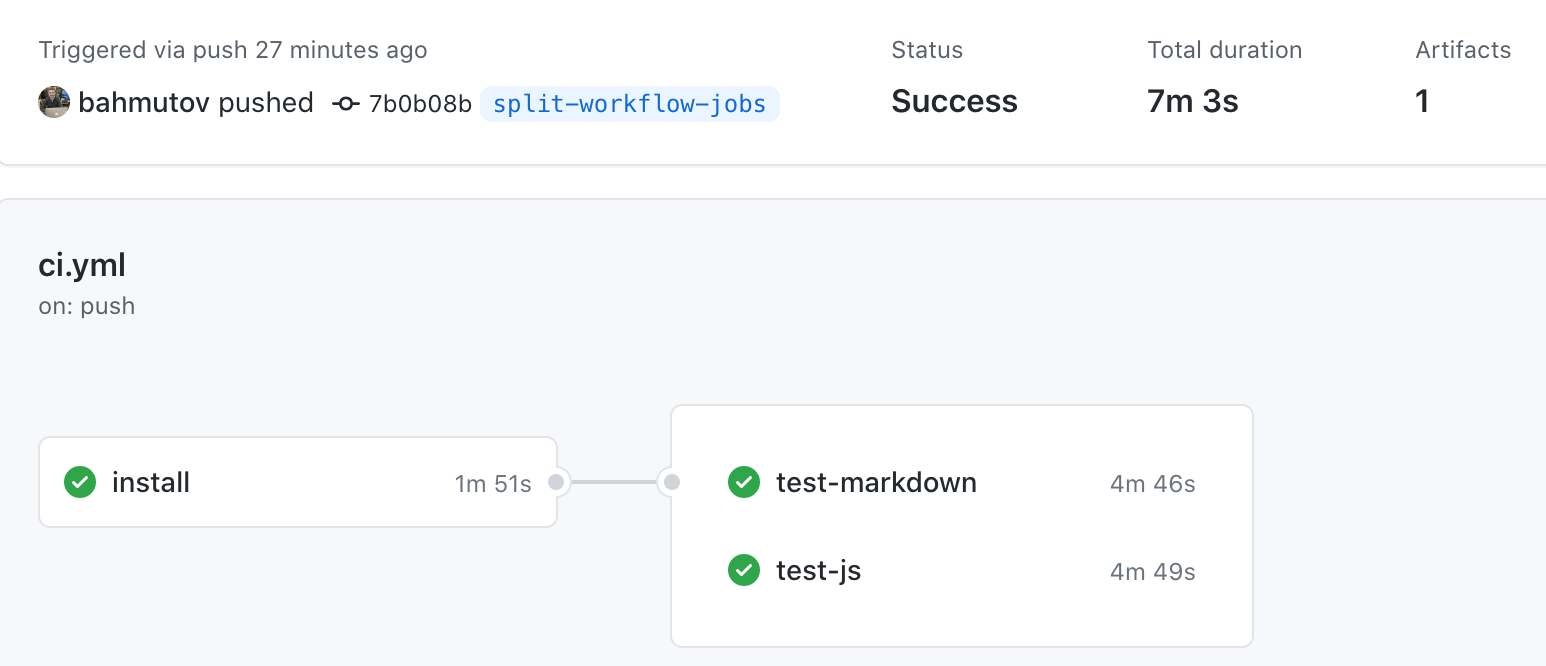 Triggered via push 27 minutes ago
bahmutov pushed 7b0b08b split-workflow-jobs
Status
Success
Total duration
7m 3s
Artifacts
1
ci.yml
on: push
install 1m 51s
test-markdown 4m 46s
test-js 4m 49s